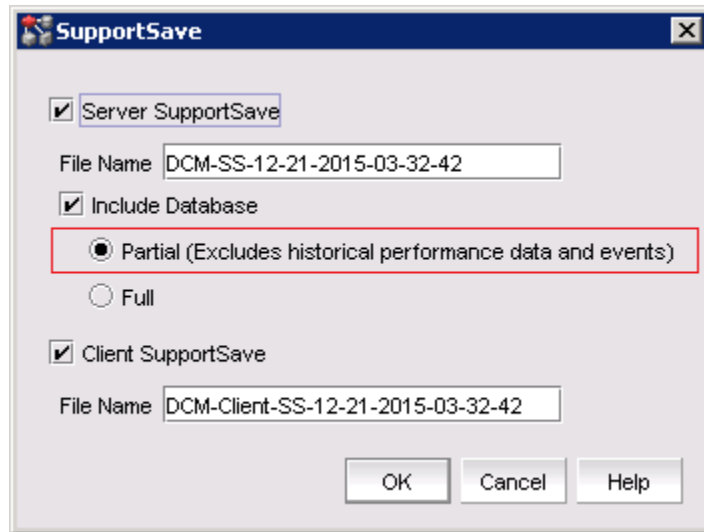 SupportSave
Server SupportSave
File Name DCM-SS-12-21-2015-03-32-42
Include Database
Partial (Excludes historical performance data and events)
Full
Client SupportSave
File Name DCM-Client-SS-12-21-2015-03-32-42
OK Cancel Help